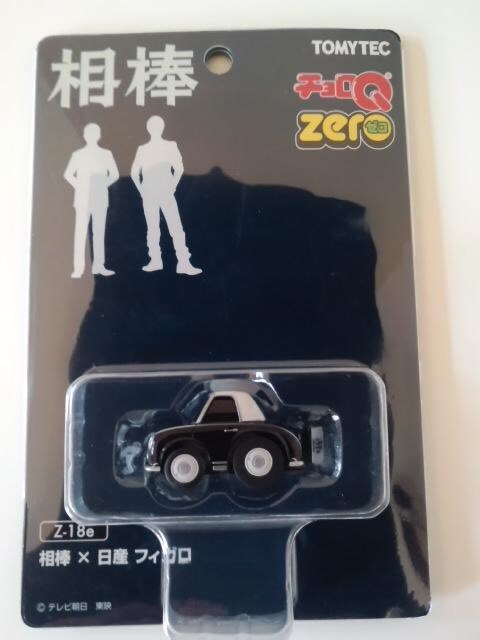 相棒
TOMYTEC
チョロQ
zero ゼロ
Z-18e
相棒 × 日産 フィガロ
© テレビ朝日 東映